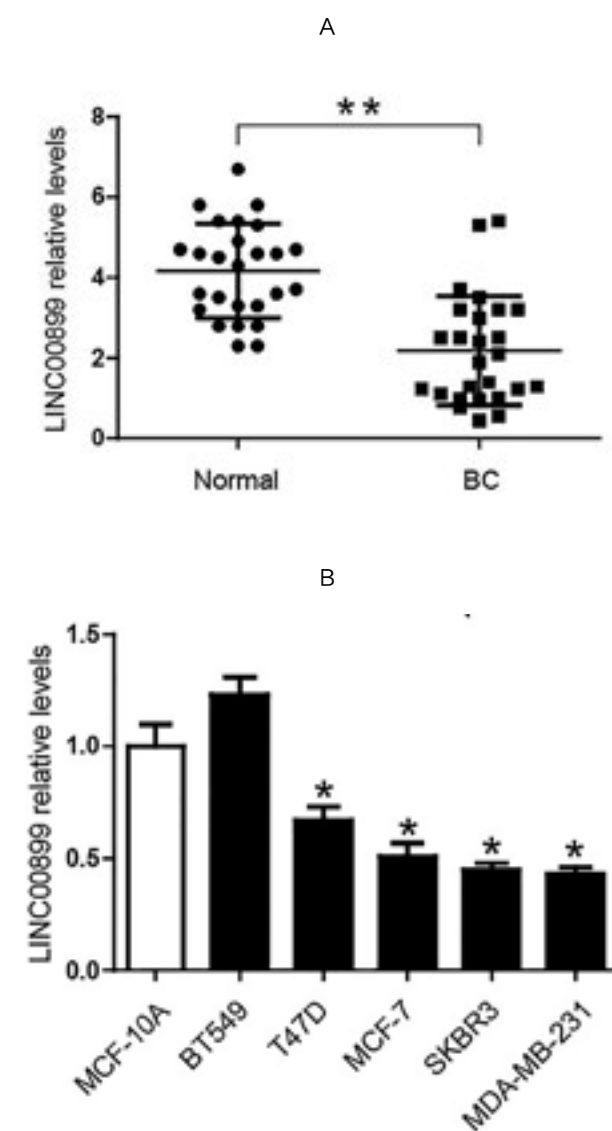 A
LINC00899 relative levels
8
6
4
2
0
**
Normal
BC
B
LINC00899 relative levels
1.5
1.0
0.5
0.0
*
*
*
*
MCF-10A
BT549
T47D
MCF-7
SKBR3
MDA-MB-231